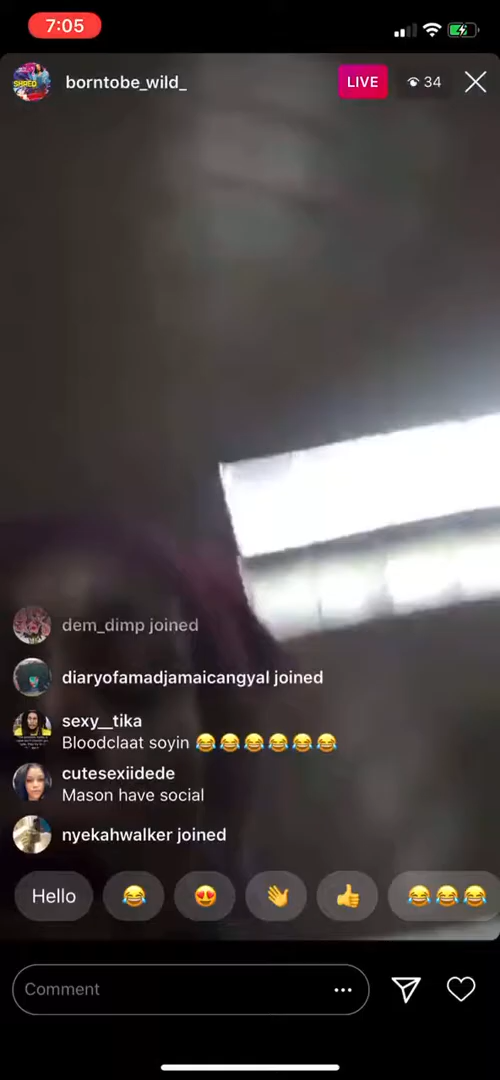 7:05
SHRED
borntobe_wild_
LIVE
34
dem_dimp joined
diaryofamadjamaicangyal joined
sexy__tika
Bloodclaat soyin 😂😂😂😂😂😂
cutesexiidede
Mason have social
nyekahwalker joined
Hello 😂 😍 👋 👍 😂😂😂
Comment